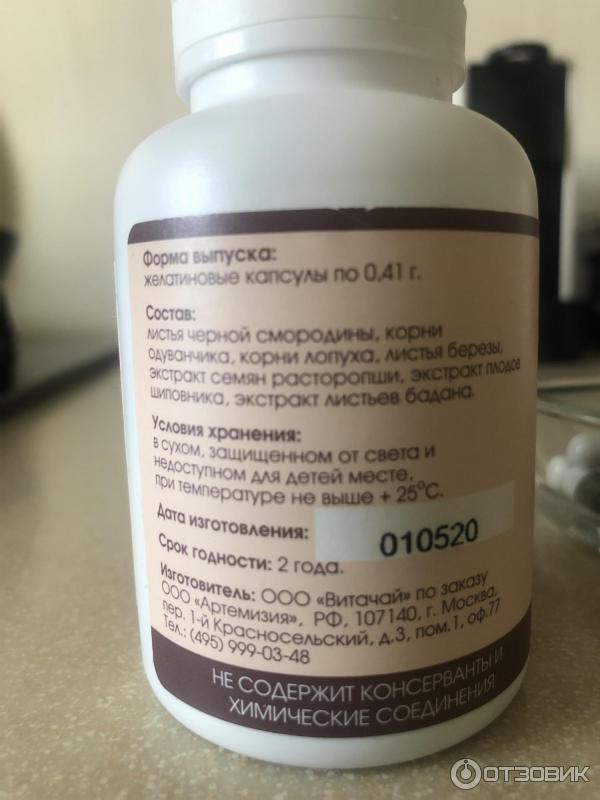 Форма выпуска:
желатиновые капсулы по 0,41 г.
Состав:
листья черной смородины, корни
одуванчика, корни лопуха, листья березы,
экстракт семян расторопши, экстракт плодов
шиповника, экстракт листьев бадана.
Условия хранения:
в сухом, защищенном от света и
недоступном для детей месте,
при температуре не выше + 25°С.
Дата изготовления: 010520
Срок годности: 2 года.
Изготовитель: ООО «Витачай» по заказу
ООО «Артемизия», РФ, 107140, г. Москва,
пер. 1-й Красносельский, д.3, пом.1, оф.77
Тел.: (495) 999-03-48
НЕ СОДЕРЖИТ КОНСЕРВАНТЫ И
ХИМИЧЕСКИЕ СОЕДИНЕНИЯ
ОТЗОВИК